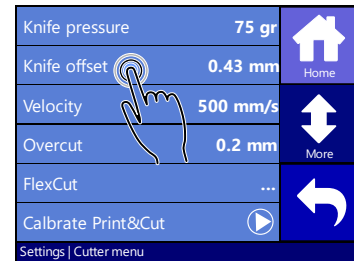 Knife pressure 75 gr
Knife offset 0.43 mm
Home
Velocity 500 mm/s
Overcut 0.2 mm
More
FlexCut ...
Calbrate Print&Cut
Settings | Cutter menu